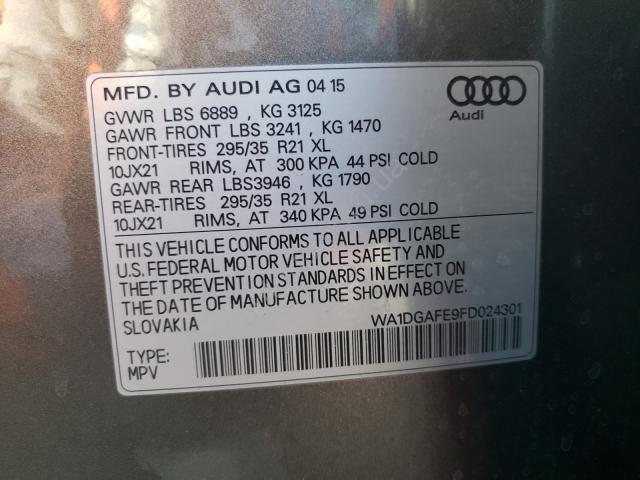 MFD. BY AUDI AG 04 15
GVWR LBS 6889 , KG 3125
GAWR FRONT LBS 3241 , KG 1470
FRONT-TIRES 295/35 R21 XL
10JX21 RIMS, AT 300 KPA 44 PSI COLD
GAWR REAR LBS3946 , KG 1790
REAR-TIRES 295/35 R21 XL
10JX21 RIMS, AT 340 KPA 49 PSI COLD
THIS VEHICLE CONFORMS TO ALL APPLICABLE
U.S. FEDERAL MOTOR VEHICLE SAFETY AND
THEFT PREVENTION STANDARDS IN EFFECT ON
THE DATE OF MANUFACTURE SHOWN ABOVE.
SLOVAKIA
Audi
WA1DGAFE9FD024301
TYPE:
MPV